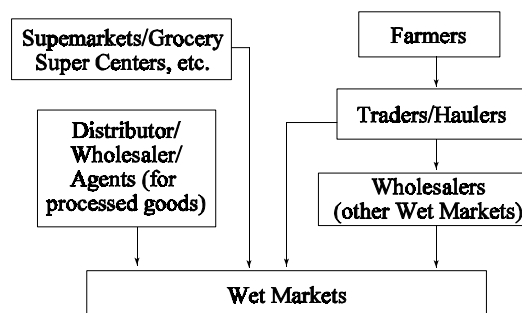 Supemarkets/Grocery
Super Centers, etc.
Farmers
Traders/Haulers
Distributor/
Wholesaler/
Agents (for
processed goods)
Wholesalers
(other Wet Markets)
Wet Markets